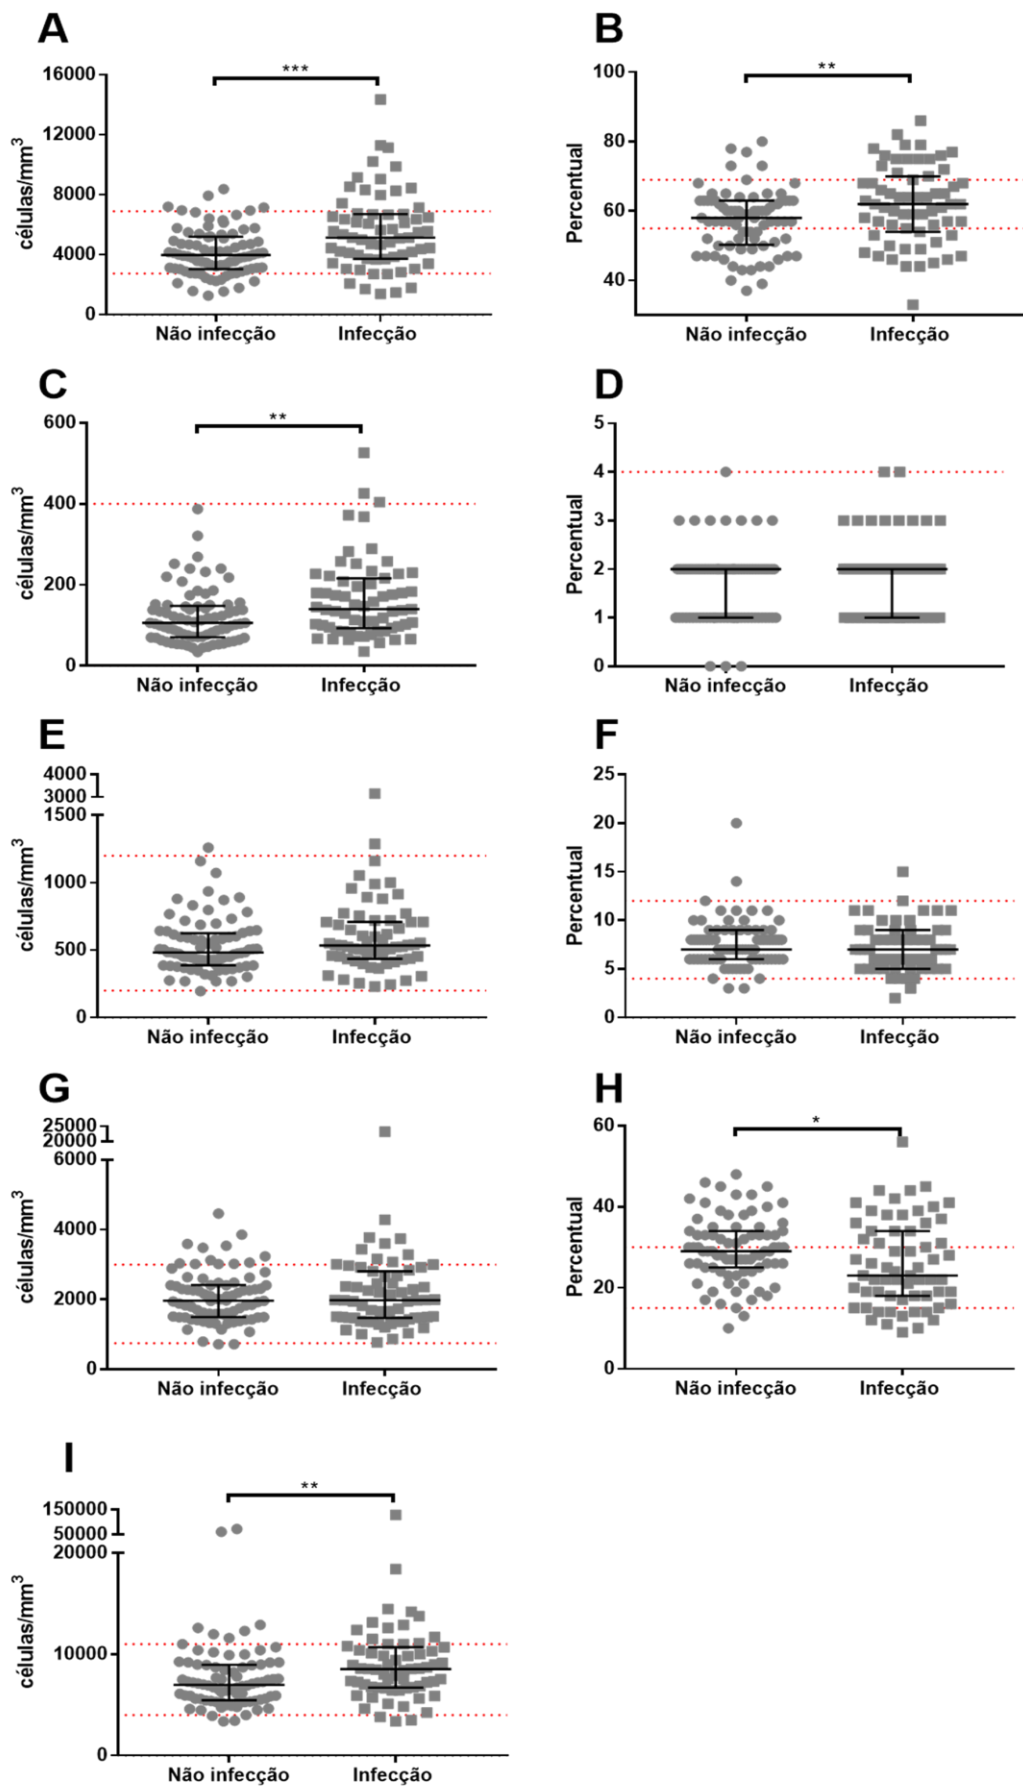 A
células/mm³
16000
12000
8000
4000
0
***
Não infecção
Infecção
B
Percentual
100
80
60
40
**
Não infecção
Infecção
C
células/mm³
600
400
200
0
**
Não infecção
Infecção
D
Percentual
5
4
3
2
1
0
Não infecção
Infecção
E
células/mm³
4000
3000
1500
1000
500
0
Não infecção
Infecção
F
Percentual
25
20
15
10
5
0
Não infecção
Infecção
G
células/mm³
25000
20000
6000
4000
2000
0
Não infecção
Infecção
H
Percentual
60
40
20
0
*
Não infecção
Infecção
I
células/mm³
150000
50000
20000
10000
0
**
Não infecção
Infecção